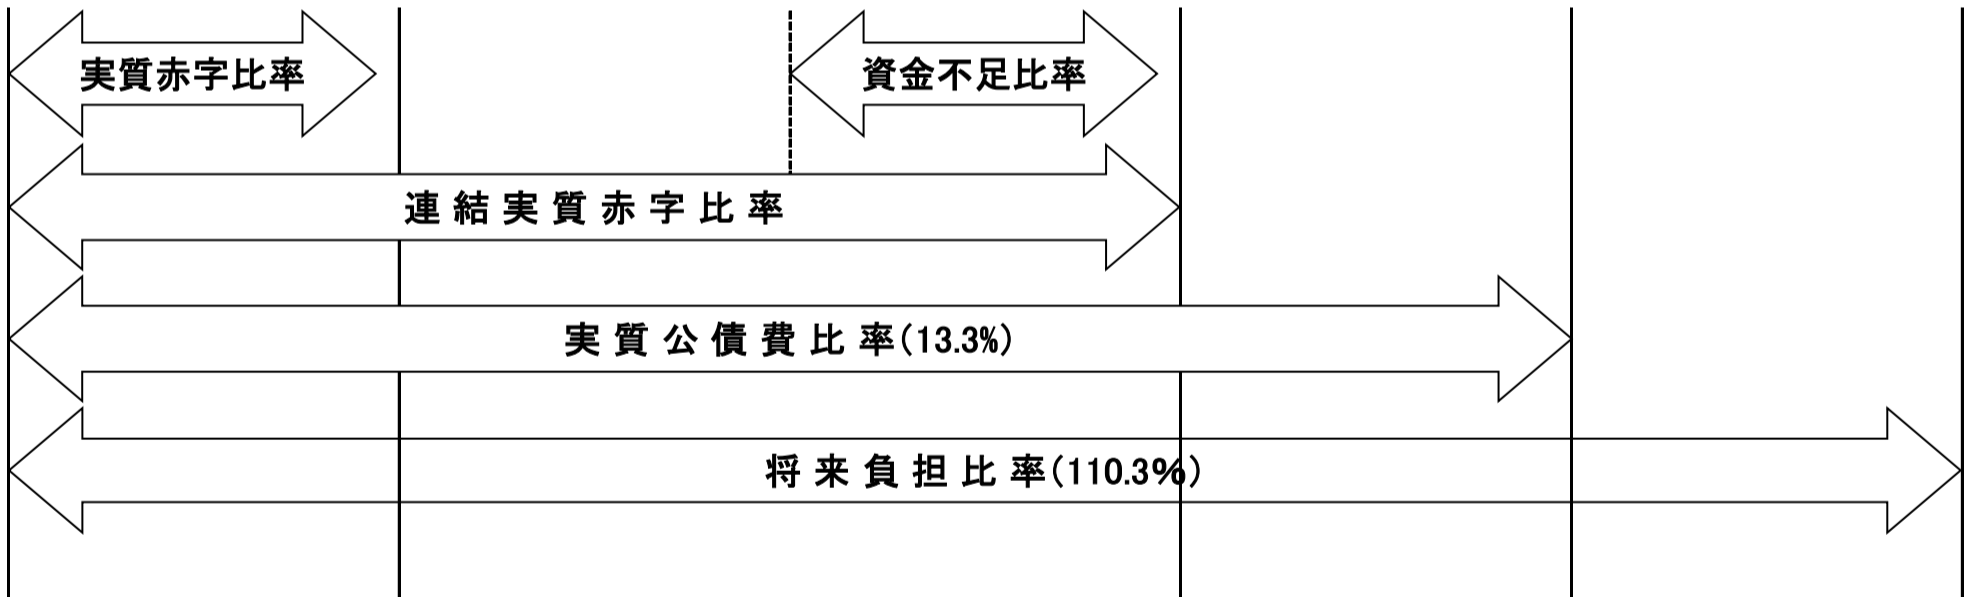 実質赤字比率
資金不足比率
連結実質赤字比率
実質公債費比率(13.3%)
将来負担比率(110.3%)